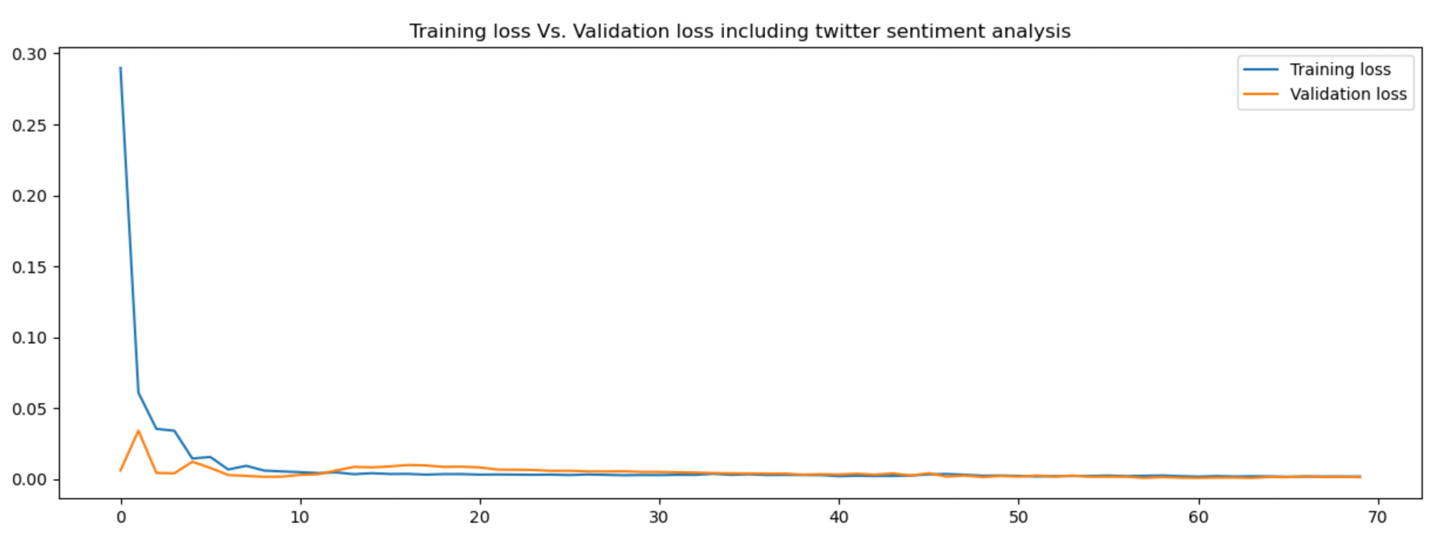 Training loss Vs. Validation loss including twitter sentiment analysis
0.30
Training loss
Validation loss
0.25
0.20
0.15
0.10
0.05
0.00
0 10 20 30 40 50 60 70